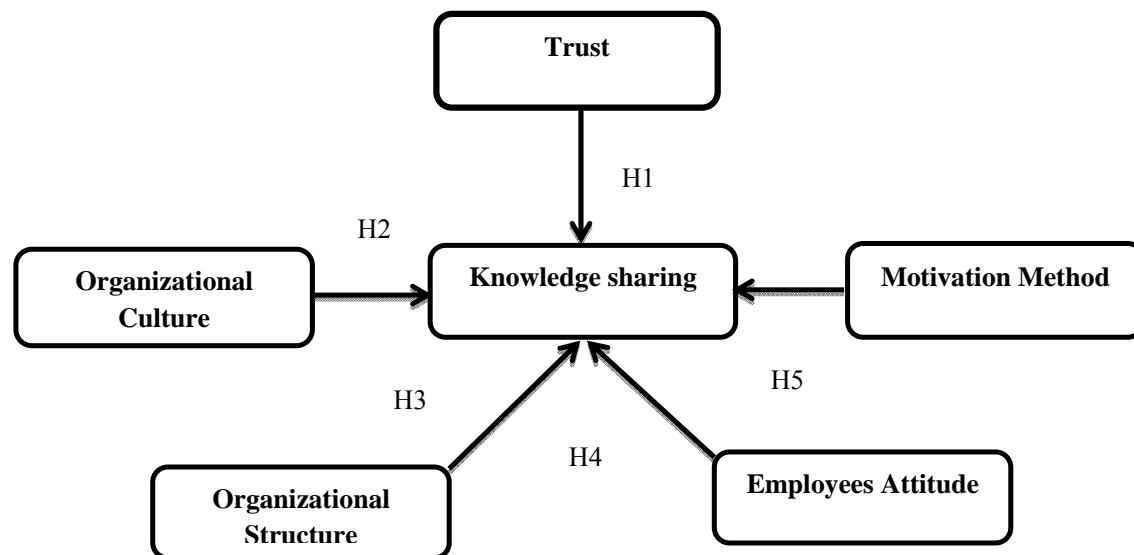 Trust
H1
H2
Organizational
Culture
Knowledge sharing
Motivation Method
H3
H5
H4
Organizational
Structure
Employees Attitude